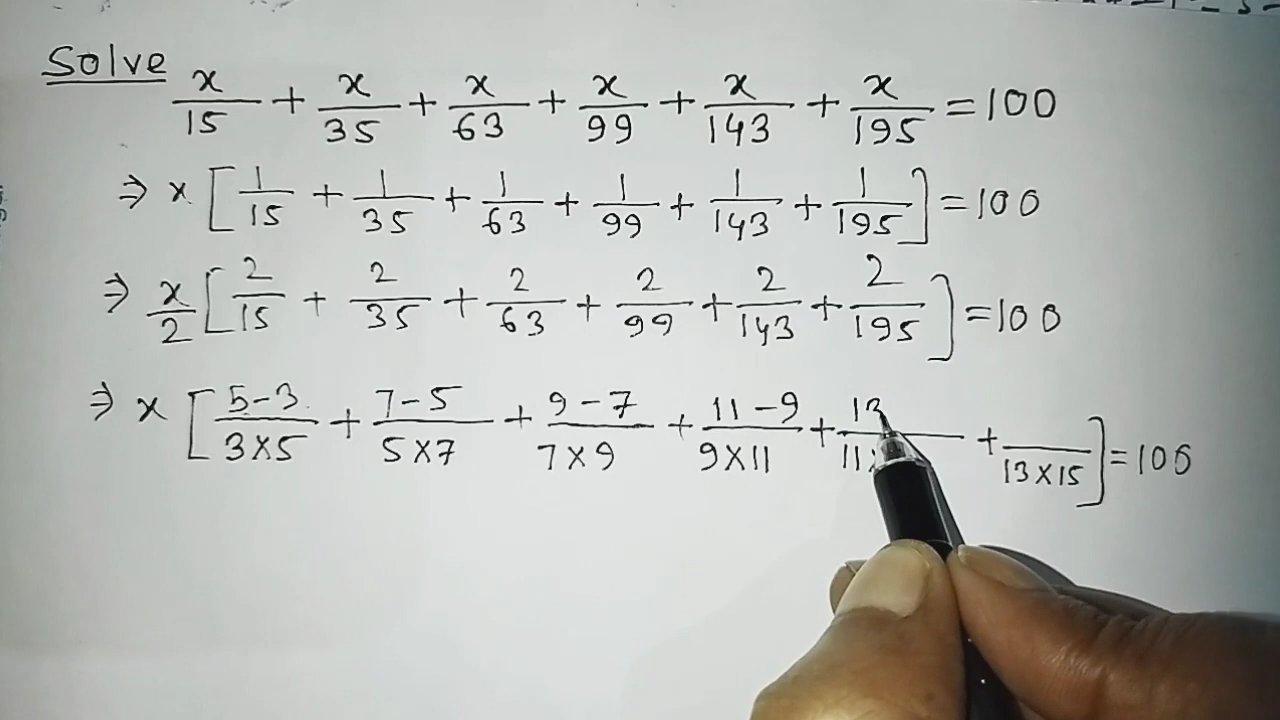 Solve x/15 + x/35 + x/63 + x/99 + x/143 + x/195 = 100
⇒ x [ 1/15 + 1/35 + 1/63 + 1/99 + 1/143 + 1/195 ] = 100
⇒ x/2 [ 2/15 + 2/35 + 2/63 + 2/99 + 2/143 + 2/195 ] = 100
⇒ x [ 5-3/3×5 + 7-5/5×7 + 9-7/7×9 + 11-9/9×11 + 13/11 + /13×15 ] = 100